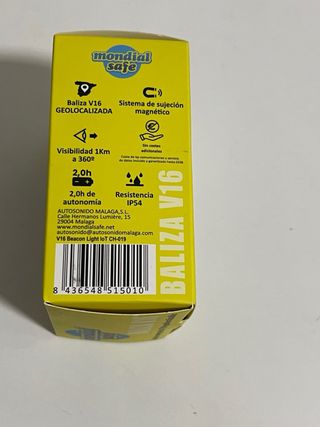 mondial
safe
Baliza V16
GEOLOCALIZADA
Sistema de sujeción
magnético
Visibilidad 1Km
a 360º
Sin costes
adicionales
2,0h
2,0h de
autonomía
Resistencia
IP54
AUTOSONIDO MALAGA,S.L.
Calle Hermanos Lumière, 15
29004 Malaga
www.mondialsafe.net
autosonido@autosonidomalaga.com
V16 Beacon Light IoT CH-019
8 436548 515010
BALIZA V16